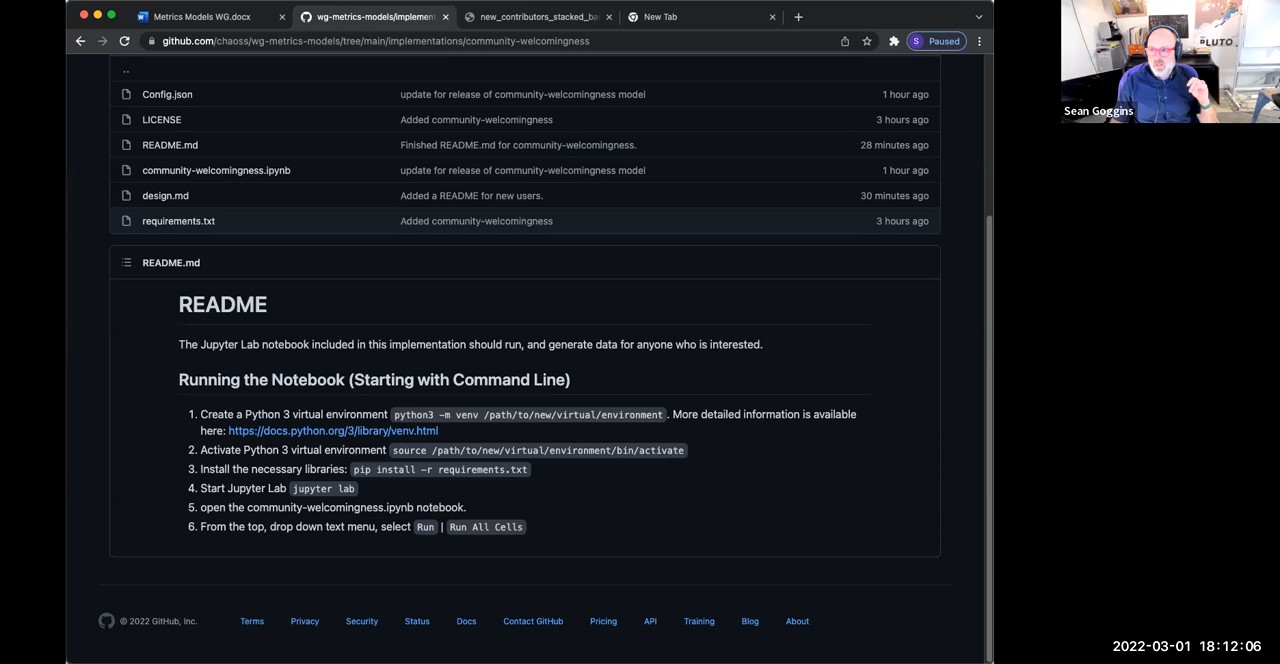 Metrics Models WG.docx
wg-metrics-models/implemen
new_contributors_stacked_ba
New Tab
github.com/chaoss/wg-metrics-models/tree/main/implementations/community-welcomingness
S Paused
..
Config.json update for release of community-welcomingness model 1 hour ago
LICENSE Added community-welcomingness 3 hours ago
README.md Finished README.md for community-welcomingness. 28 minutes ago
community-welcomingness.ipynb update for release of community-welcomingness model 1 hour ago
design.md Added a README for new users. 30 minutes ago
requirements.txt Added community-welcomingness 3 hours ago
README.md
README
The Jupyter Lab notebook included in this implementation should run, and generate data for anyone who is interested.
Running the Notebook (Starting with Command Line)
1. Create a Python 3 virtual environment python3 -m venv /path/to/new/virtual/environment. More detailed information is available
here: https://docs.python.org/3/library/venv.html
2. Activate Python 3 virtual environment source /path/to/new/virtual/environment/bin/activate
3. Install the necessary libraries: pip install -r requirements.txt
4. Start Jupyter Lab jupyter lab
5. open the community-welcomingness.ipynb notebook.
6. From the top, drop down text menu, select Run | Run All Cells
© 2022 GitHub, Inc. Terms Privacy Security Status Docs Contact GitHub Pricing API Training Blog About
PLUTO
Sean Goggins
2022-03-01 18:12:06